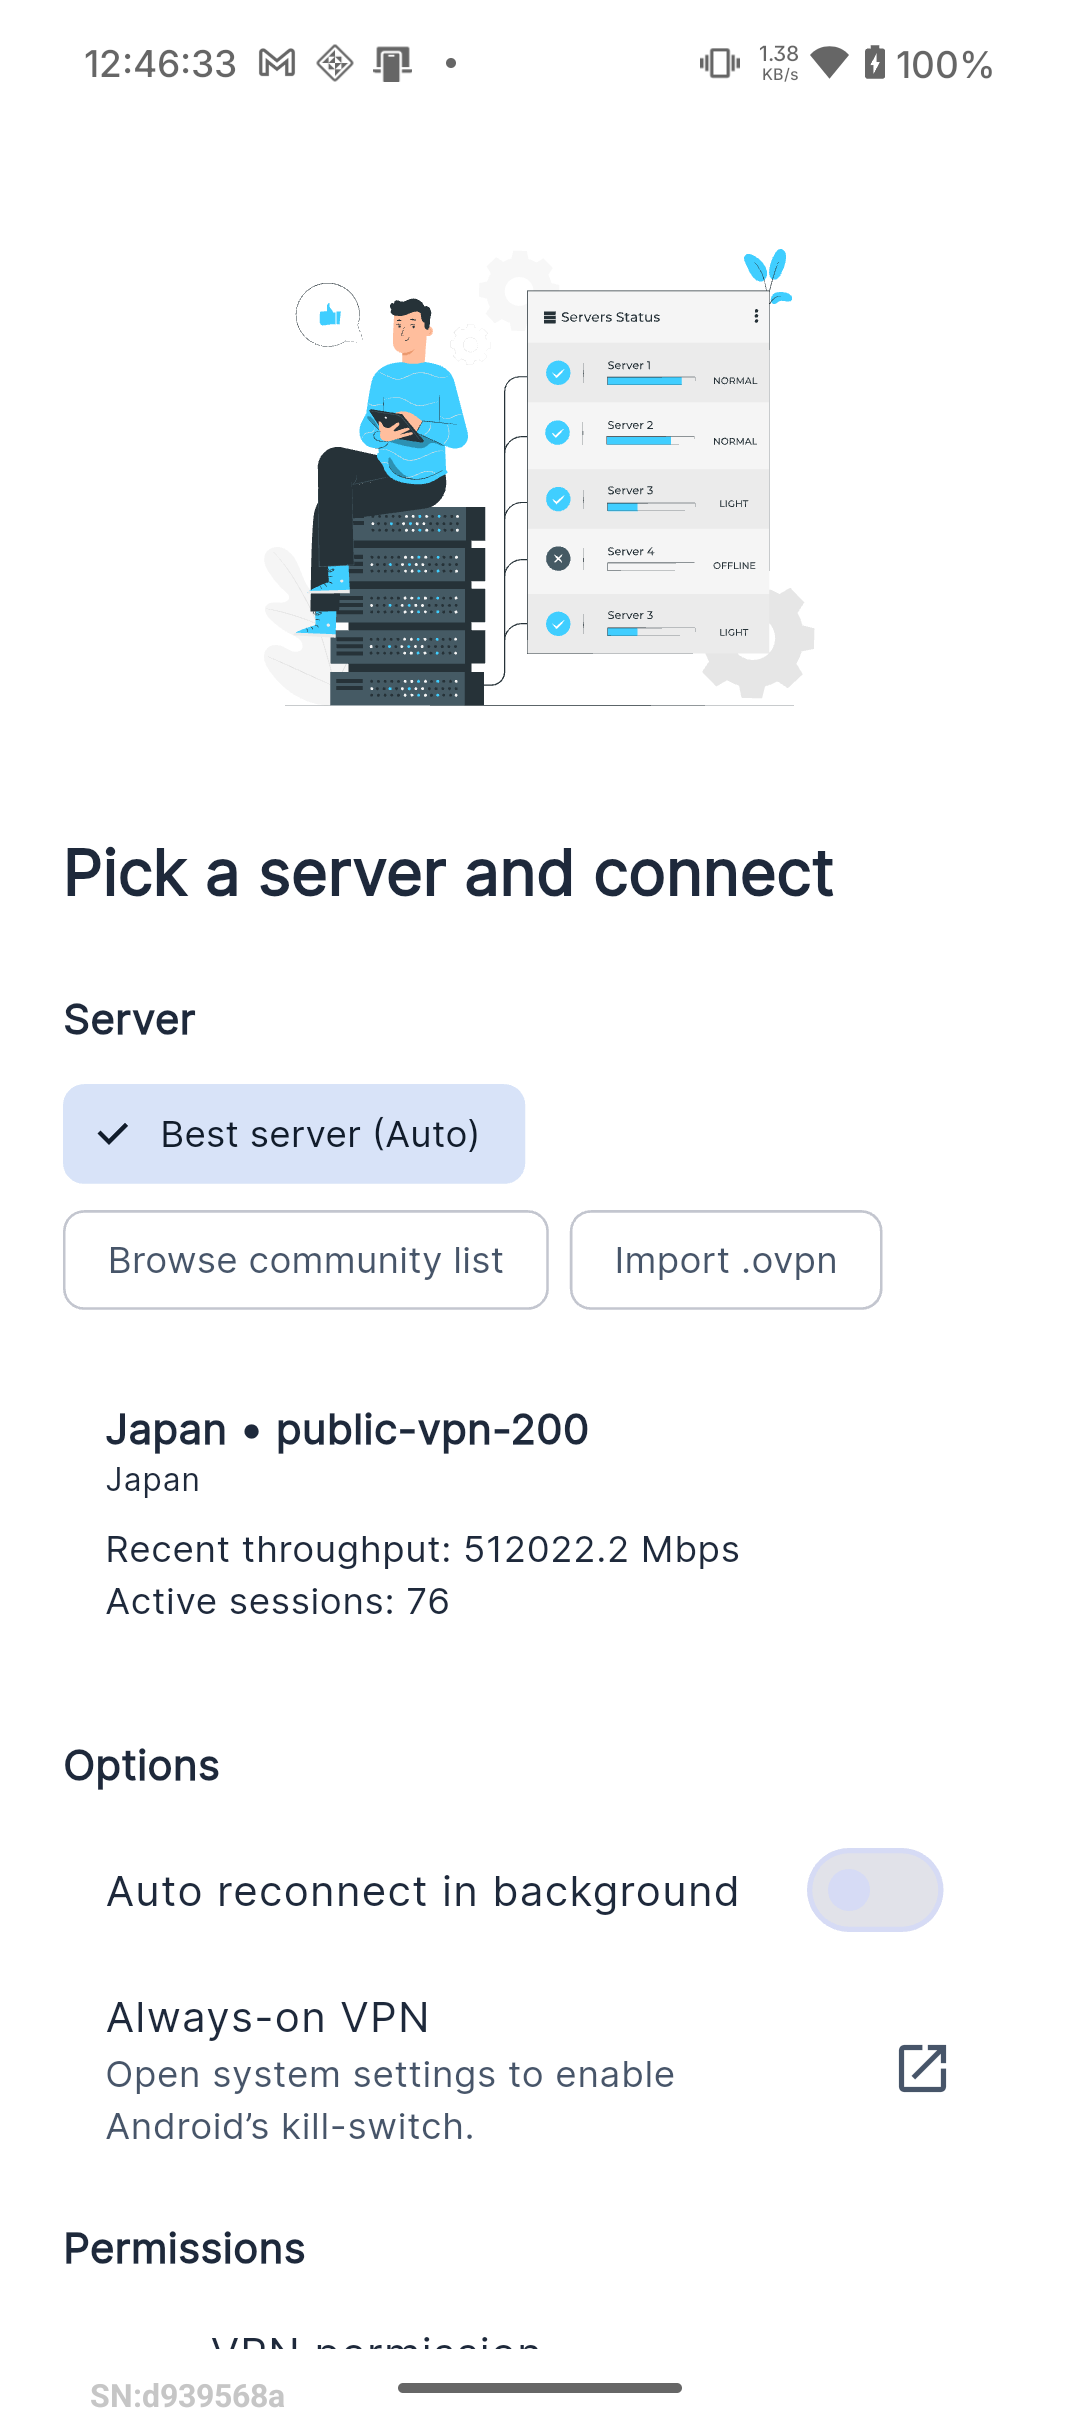 12:46:33
1.38
KB/s
100%
Servers Status
Server 1
NORMAL
Server 2
NORMAL
Server 3
LIGHT
Server 4
OFFLINE
Server 3
LIGHT
Pick a server and connect
Server
Best server (Auto)
Browse community list
Import .ovpn
Japan • public-vpn-200
Japan
Recent throughput: 512022.2 Mbps
Active sessions: 76
Options
Auto reconnect in background
Always-on VPN
Open system settings to enable
Android’s kill-switch.
Permissions
VPN permission
SN:d939568a